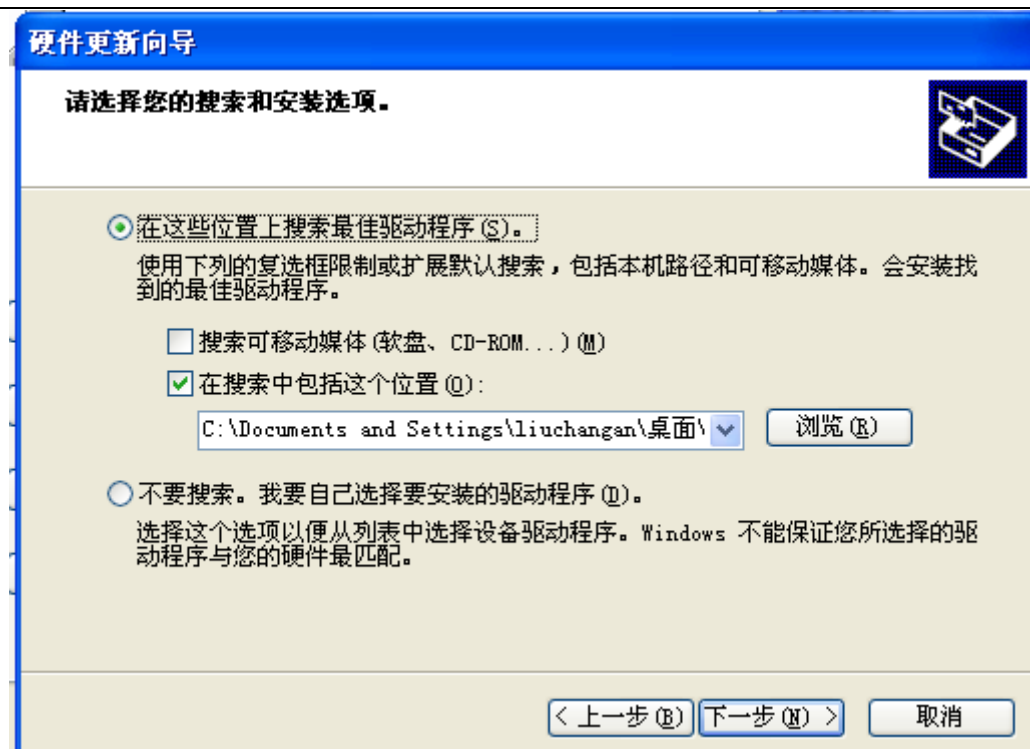 硬件更新向导
请选择您的搜索和安装选项。
在这些位置上搜索最佳驱动程序(S)。
使用下列的复选框限制或扩展默认搜索，包括本机路径和可移动媒体。会安装找
到的最佳驱动程序。
搜索可移动媒体(软盘、CD-ROM...)(M)
在搜索中包括这个位置(O):
C:\Documents and Settings\liuchangan\桌面\
浏览(R)
不要搜索。我要自己选择要安装的驱动程序(D)。
选择这个选项以便从列表中选择设备驱动程序。Windows 不能保证您所选择的驱
动程序与您的硬件最匹配。
< 上一步(B) 下一步(N) > 取消